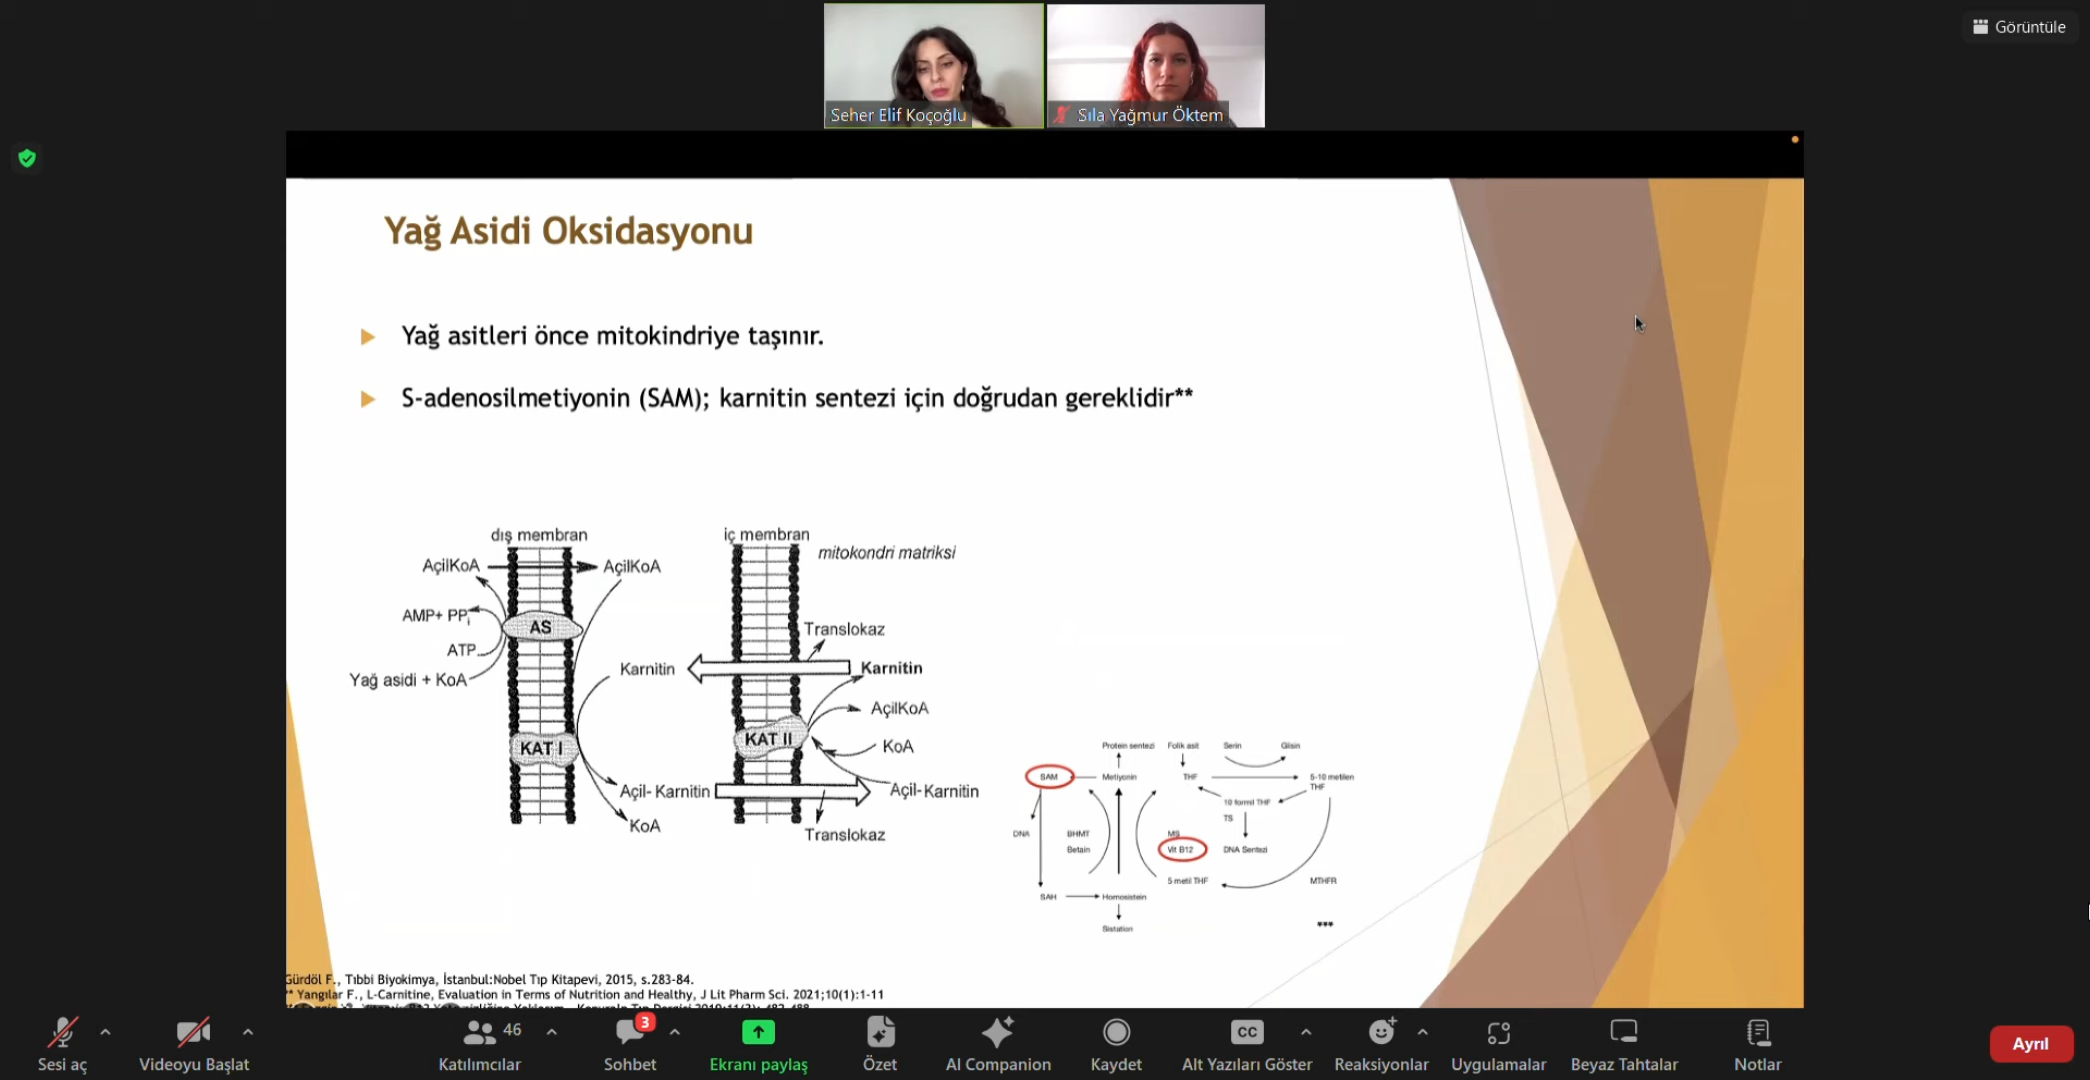 Görüntüle
Seher Elif Koçoğlu
Sıla Yağmur Öktem
Yağ Asidi Oksidasyonu
Yağ asitleri önce mitokindriye taşınır.
S-adenosilmetiyonin (SAM); karnitin sentezi için doğrudan gereklidir**
dış membran
iç membran
mitokondri matriksi
AçilKoA
AçilKoA
AMP+ PPi
AS
ATP
Yağ asidi + KoA
Translokaz
Karnitin
Karnitin
AçilKoA
KAT I
KAT II
KoA
Açil- Karnitin
Açil- Karnitin
KoA
Translokaz
Protein sentezi
Folik asit
Serin
Glisin
SAM
Metiyonin
THF
5-10 metilen
THF
10 formil THF
TS
DNA
BHMT
MS
Betain
Vit B12
DNA Sentezi
5 metil THF
MTHFR
SAH
Homosistein
Sistation
***
Gürdöl F., Tıbbi Biyokimya, İstanbul:Nobel Tıp Kitapevi, 2015, s.283-84.
** Yangılar F., L-Carnitine, Evaluation in Terms of Nutrition and Healthy, J Lit Pharm Sci. 2021;10(1):1-11
46
3
CC
Sesi aç
Videoyu Başlat
Katılımcılar
Sohbet
Ekranı paylaş
Özet
AI Companion
Kaydet
Alt Yazıları Göster
Reaksiyonlar
Uygulamalar
Beyaz Tahtalar
Notlar
Ayrıl